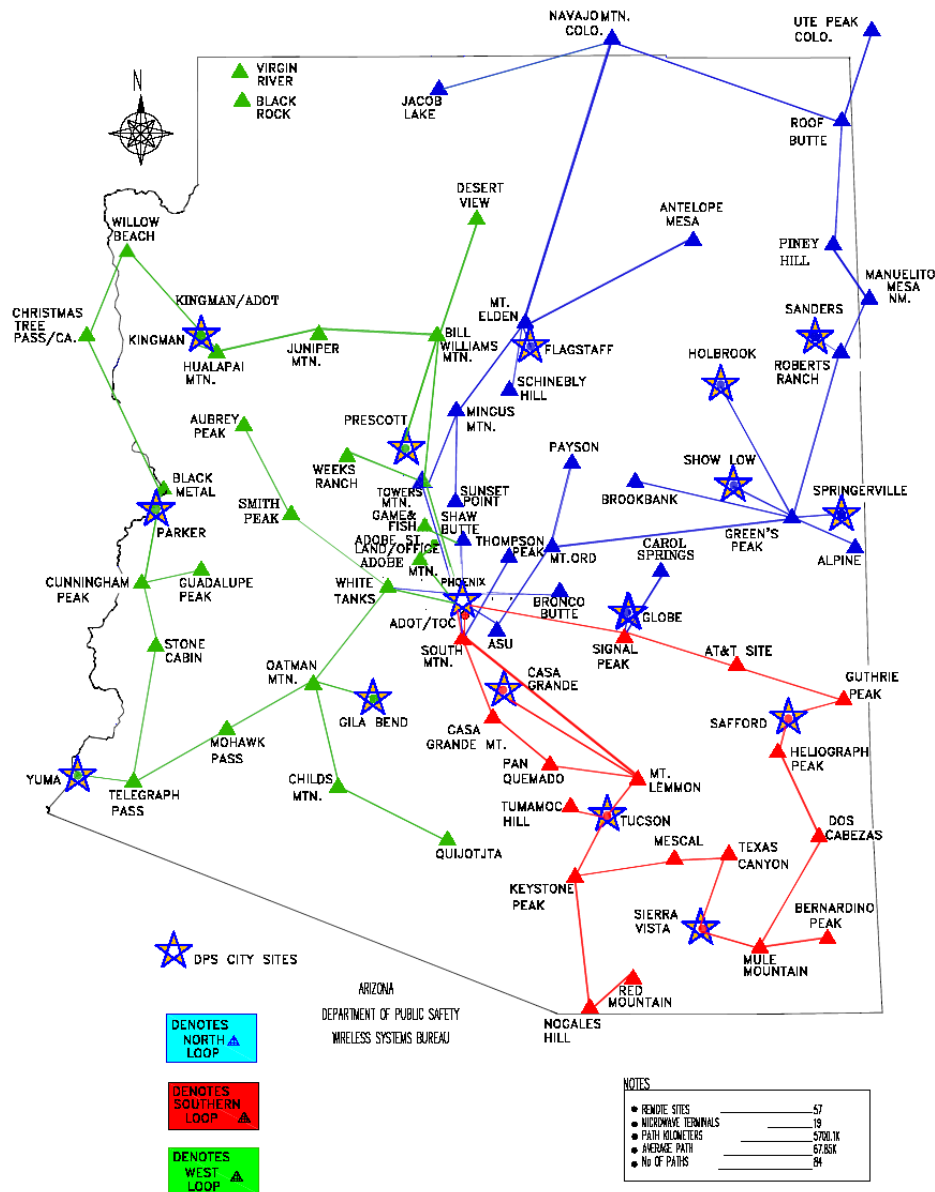 NAVAJO MTN.
COLO.
UTE PEAK
COLO.
N
VIRGIN
RIVER
BLACK
ROCK
JACOB
LAKE
ROOF
BUTTE
DESERT
VIEW
ANTELOPE
MESA
WILLOW
BEACH
PINEY
HILL
MANUELITO
MESA
NM.
KINGMAN/ADOT
CHRISTMAS
TREE
PASS/CA.
KINGMAN
HUALAPAI
MTN.
JUNIPER
MTN.
BILL
WILLIAMS
MTN.
MT.
ELDEN
FLAGSTAFF
SANDERS
ROBERTS
RANCH
HOLBROOK
SCHINEBLY
HILL
AUBREY
PEAK
PRESCOTT
MINGUS
MTN.
WEEKS
RANCH
PAYSON
SHOW LOW
BLACK
METAL
SMITH
PEAK
TOWERS
MTN.
SUNSET
POINT
BROOKBANK
SPRINGERVILLE
PARKER
GAME&
FISH
SHAW
BUTTE
ADOBE ST.
LAND/OFFICE
ADOBE
MTN.
THOMPSON
PEAK
MT.ORD
CAROL
SPRINGS
GREEN'S
PEAK
ALPINE
CUNNINGHAM
PEAK
GUADALUPE
PEAK
WHITE
TANKS
PHOENIX
ADOT/TOC
BRONCO
BUTTE
GLOBE
ASU
SOUTH MTN.
SIGNAL
PEAK
AT&T SITE
STONE
CABIN
OATMAN
MTN.
CASA
GRANDE
GUTHRIE
PEAK
GILA BEND
SAFFORD
MOHAWK
PASS
CASA
GRANDE MT.
HELIOGRAPH
PEAK
YUMA
TELEGRAPH
PASS
CHILDS
MTN.
PAN
QUEMADO
MT.
LEMMON
TUMAMOC
HILL
TUCSON
DOS
CABEZAS
QUIJOTJTA
MESCAL
TEXAS
CANYON
KEYSTONE
PEAK
SIERRA
VISTA
BERNARDINO
PEAK
MULE
MOUNTAIN
DPS CITY SITES
RED
MOUNTAIN
NOGALES
HILL
ARIZONA
DEPARTMENT OF PUBLIC SAFETY
WIRELESS SYSTEMS BUREAU
DENOTES
NORTH
LOOP
DENOTES
SOUTHERN
LOOP
DENOTES
WEST
LOOP
NOTES
REMOTE SITES 57
MICROWAVE TERMINALS 19
PATH KILOMETERS 5700.1K
AVERAGE PATH 67.85K
No OF PATHS 84